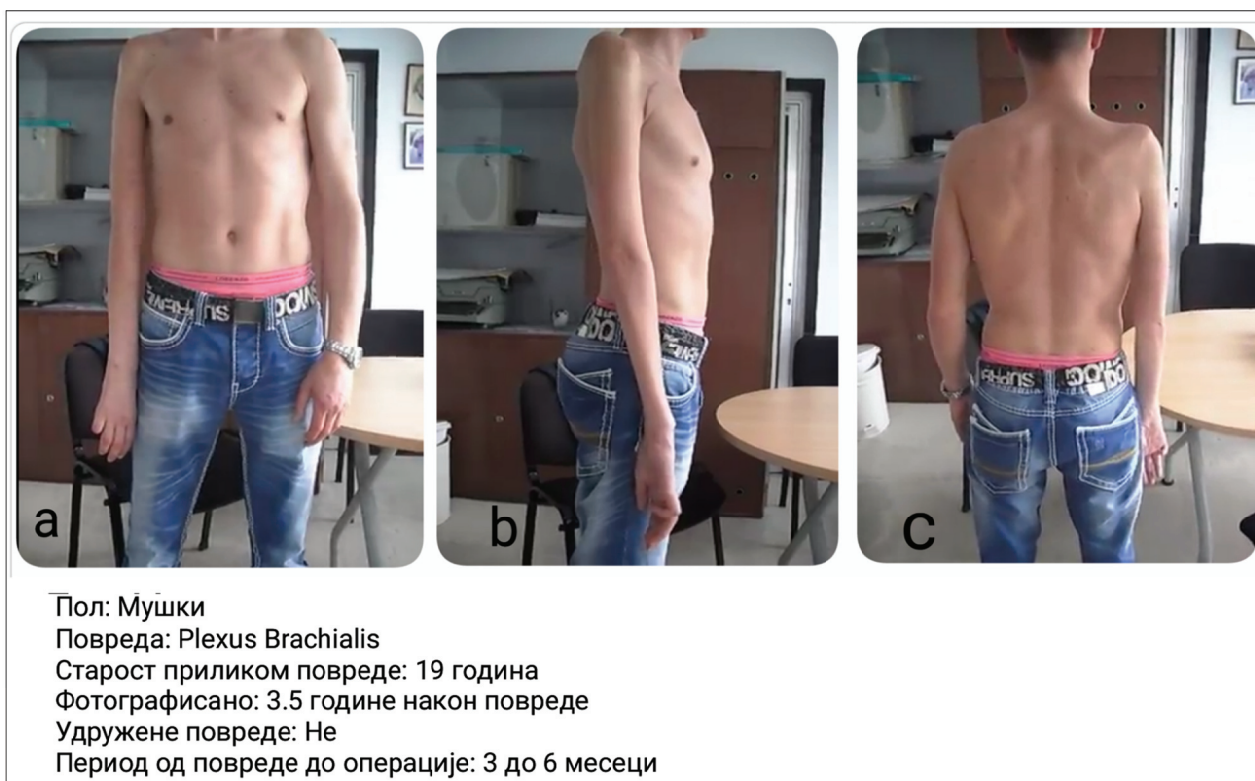 a
b
c
Пол: Мушки
Повреда: Plexus Brachialis
Старост приликом повреде: 19 година
Фотографисано: 3.5 године након повреде
Удружене повреде: Не
Период од повреде до операције: 3 до 6 месеци